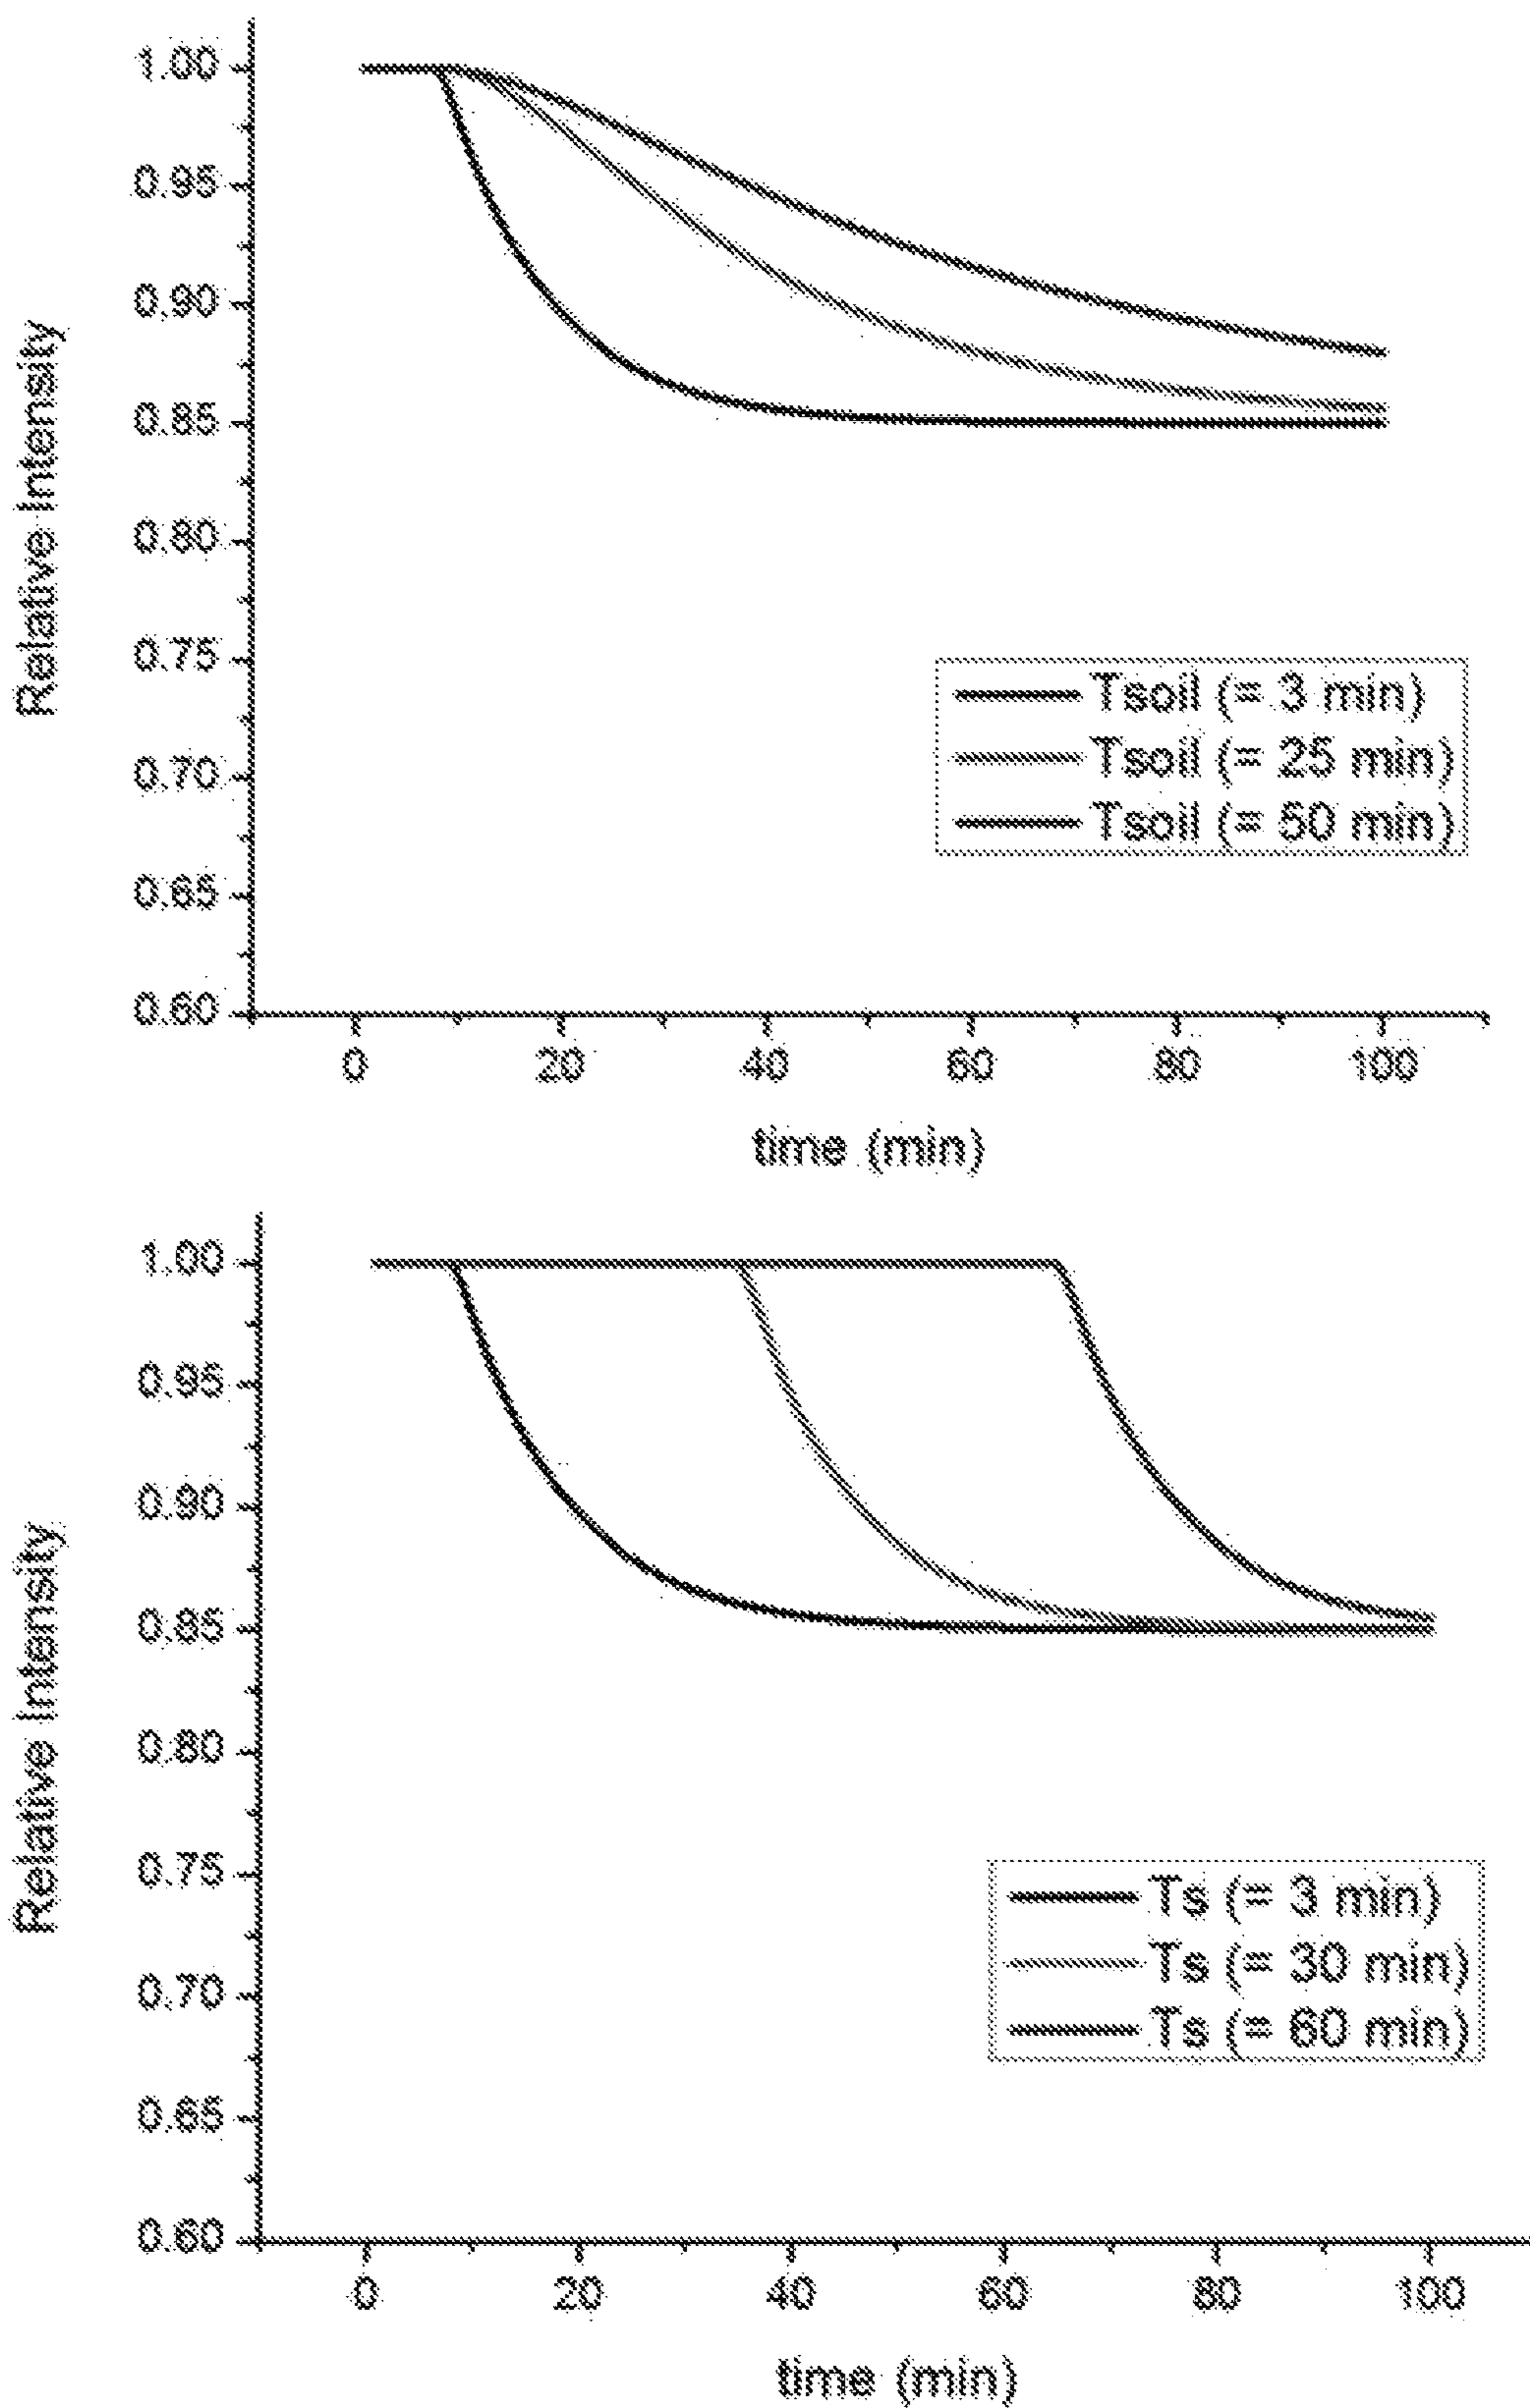 1.00
0.95
0.90
0.85
0.80
0.75
0.70
0.65
0.60
Relative Intensity
Tsoil (= 3 min)
Tsoil (= 25 min)
Tsoil (= 50 min)
0 20 40 60 80 100
time (min)
1.00
0.95
0.90
0.85
0.80
0.75
0.70
0.65
0.60
Relative Intensity
Ts (= 3 min)
Ts (= 30 min)
Ts (= 60 min)
0 20 40 60 80 100
time (min)